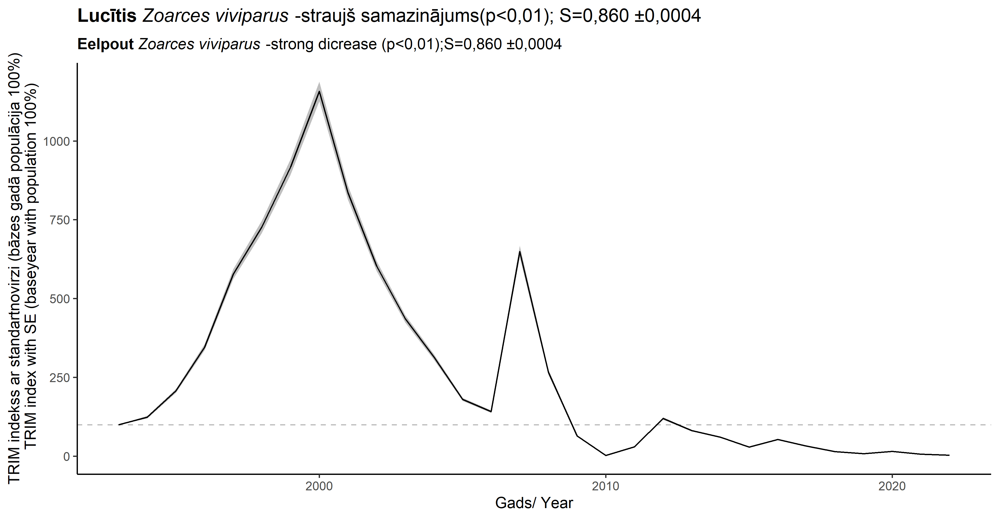 Lucītis Zoarces viviparus -straujš samazinājums(p<0,01); S=0,860 ±0,0004
Eelpout Zoarces viviparus -strong dicrease (p<0,01);S=0,860 ±0,0004
TRIM indekss ar standartnovirzi (bāzes gadā populācija 100%)
TRIM index with SE (baseyear with population 100%)
1000
750
500
250
0
2000
2010
2020
Gads/ Year